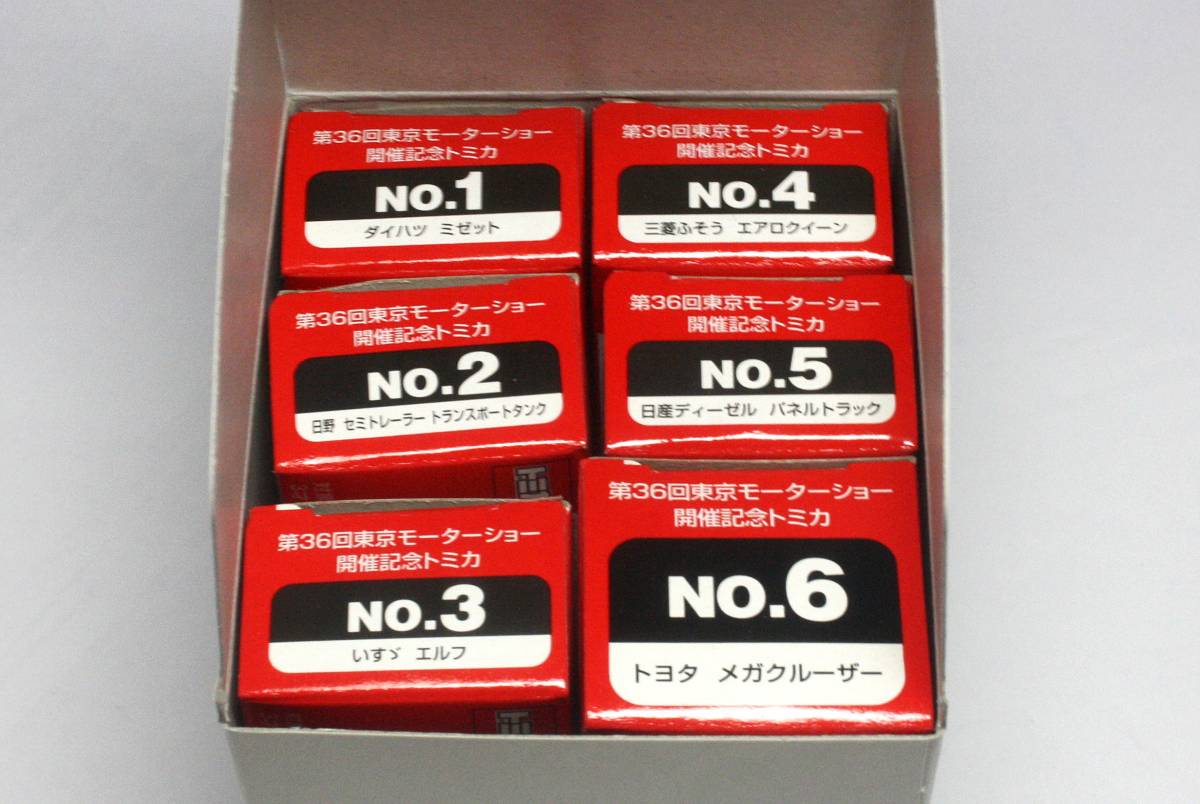 第36回東京モーターショー
開催記念トミカ
NO.1
ダイハツ ミゼット
第36回東京モーターショー
開催記念トミカ
NO.2
日野 セミトレーラー トランスポートタンク
第36回東京モーターショー
開催記念トミカ
NO.3
いすゞ エルフ
第36回東京モーターショー
開催記念トミカ
NO.4
三菱ふそう エアロクイーン
第36回東京モーターショー
開催記念トミカ
NO.5
日産ディーゼル パネルトラック
第36回東京モーターショー
開催記念トミカ
NO.6
トヨタ メガクルーザー